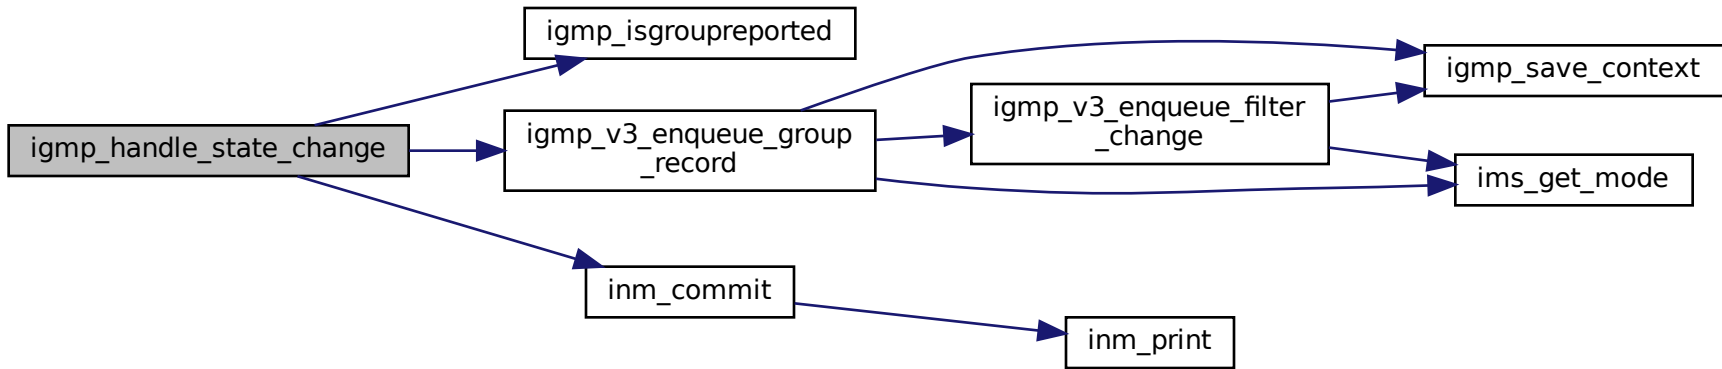 igmp_handle_state_change
igmp_isgroupreported
igmp_v3_enqueue_group
_record
igmp_v3_enqueue_filter
_change
igmp_save_context
ims_get_mode
inm_commit
inm_print